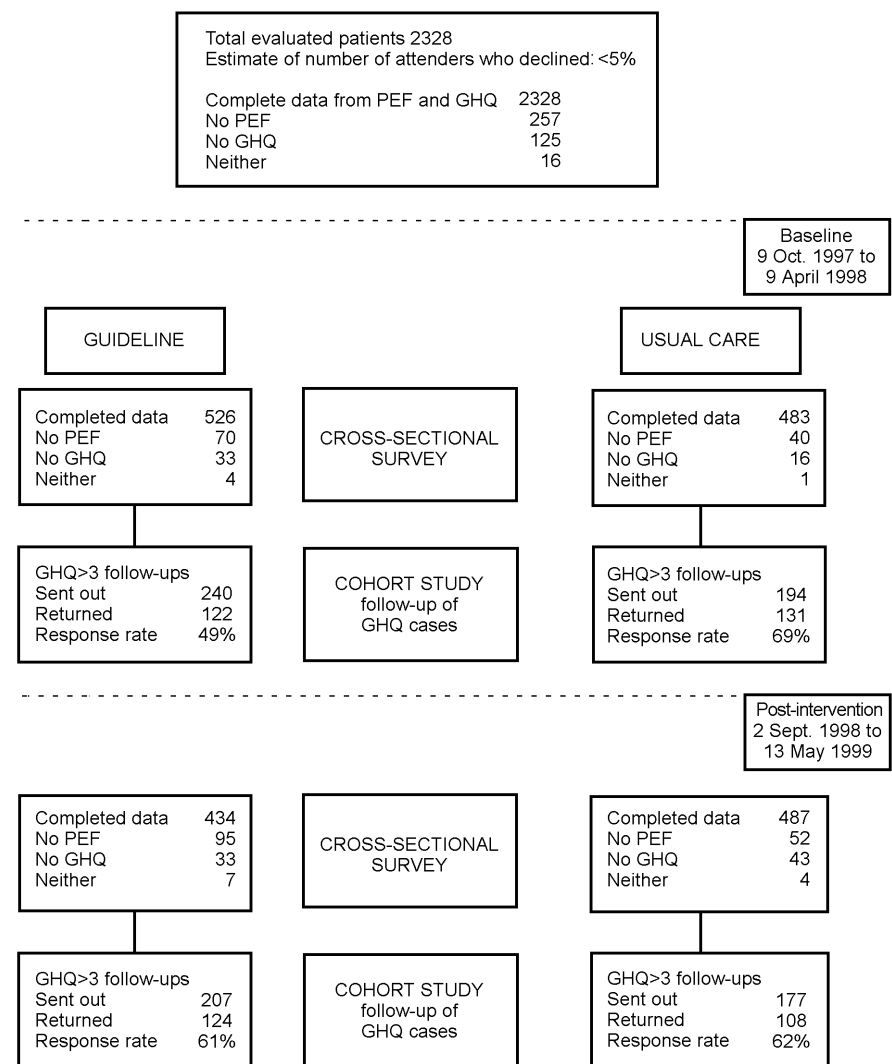 Total evaluated patients 2328
Estimate of number of attenders who declined: <5%
Complete data from PEF and GHQ 2328
No PEF 257
No GHQ 125
Neither 16
Baseline
9 Oct. 1997 to
9 April 1998
GUIDELINE
USUAL CARE
Completed data 526
No PEF 70
No GHQ 33
Neither 4
CROSS-SECTIONAL
SURVEY
Completed data 483
No PEF 40
No GHQ 16
Neither 1
GHQ>3 follow-ups
Sent out 240
Returned 122
Response rate 49%
COHORT STUDY
follow-up of
GHQ cases
GHQ>3 follow-ups
Sent out 194
Returned 131
Response rate 69%
Post-intervention
2 Sept. 1998 to
13 May 1999
Completed data 434
No PEF 95
No GHQ 33
Neither 7
CROSS-SECTIONAL
SURVEY
Completed data 487
No PEF 52
No GHQ 43
Neither 4
GHQ>3 follow-ups
Sent out 207
Returned 124
Response rate 61%
COHORT STUDY
follow-up of
GHQ cases
GHQ>3 follow-ups
Sent out 177
Returned 108
Response rate 62%